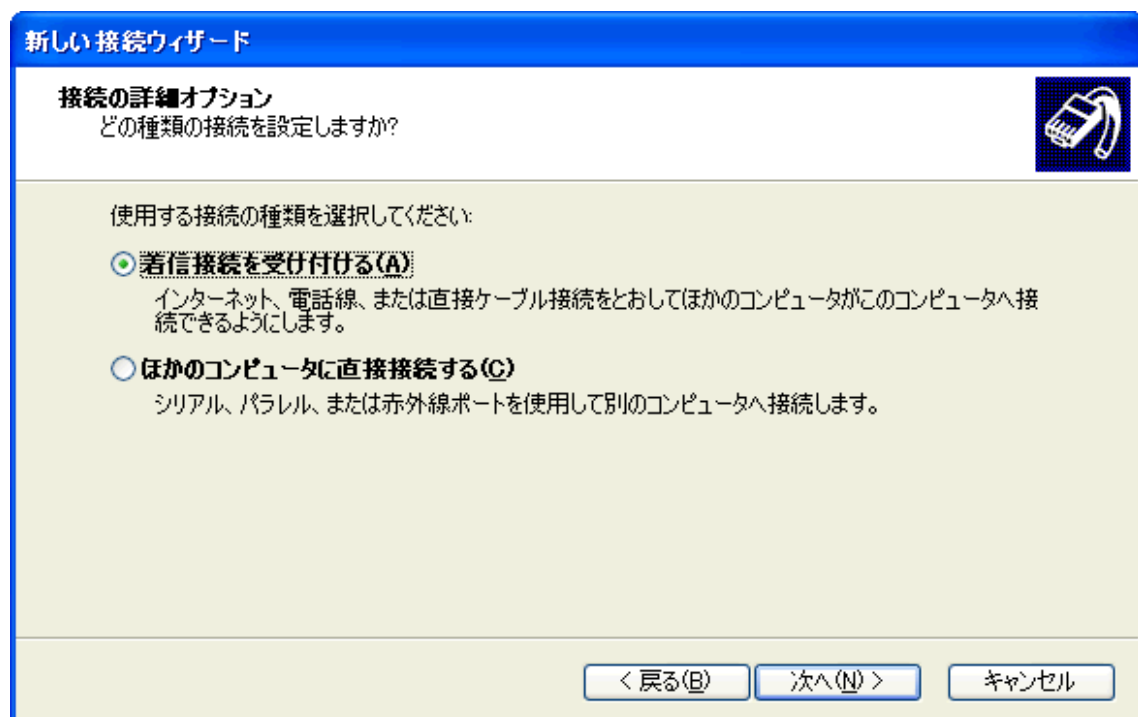 新しい接続ウィザード
接続の詳細オプション
どの種類の接続を設定しますか?
使用する接続の種類を選択してください:
着信接続を受け付ける(A)
インターネット、電話線、または直接ケーブル接続をとおしてほかのコンピュータがこのコンピュータへ接
続できるようにします。
ほかのコンピュータに直接接続する(C)
シリアル、パラレル、または赤外線ポートを使用して別のコンピュータへ接続します。
< 戻る(B) 次へ(N) > キャンセル